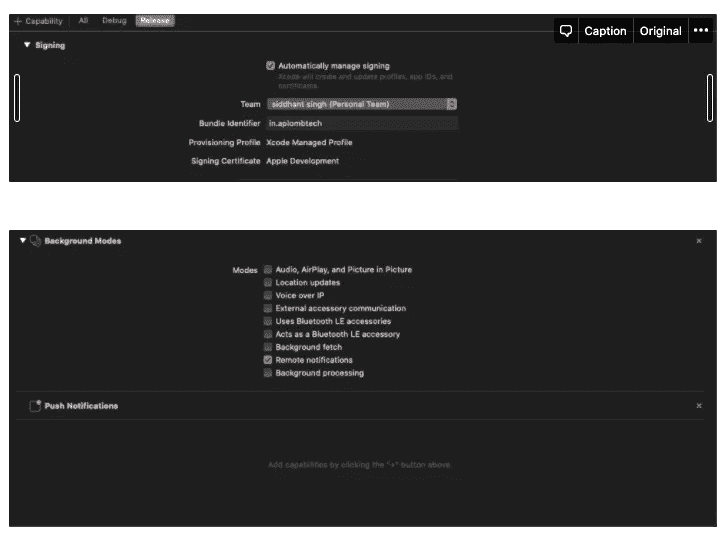 + Capability All Debug Release
Caption Original •••
Signing
Automatically manage signing
Xcode will create and update profiles, app IDs, and
certificates.
Team siddhant singh (Personal Team)
Bundle Identifier in.aplombtech
Provisioning Profile Xcode Managed Profile
Signing Certificate Apple Development
Background Modes ×
Modes Audio, AirPlay, and Picture in Picture
Location updates
Voice over IP
External accessory communication
Uses Bluetooth LE accessories
Acts as a Bluetooth LE accessory
Background fetch
Remote notifications
Background processing
Push Notifications ×
Add capabilities by clicking the "+" button above.